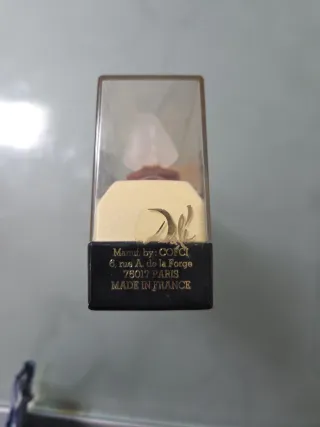 Manuf. by: COFCI
6, rue A. de la Forge
75017 PARIS
MADE IN FRANCE